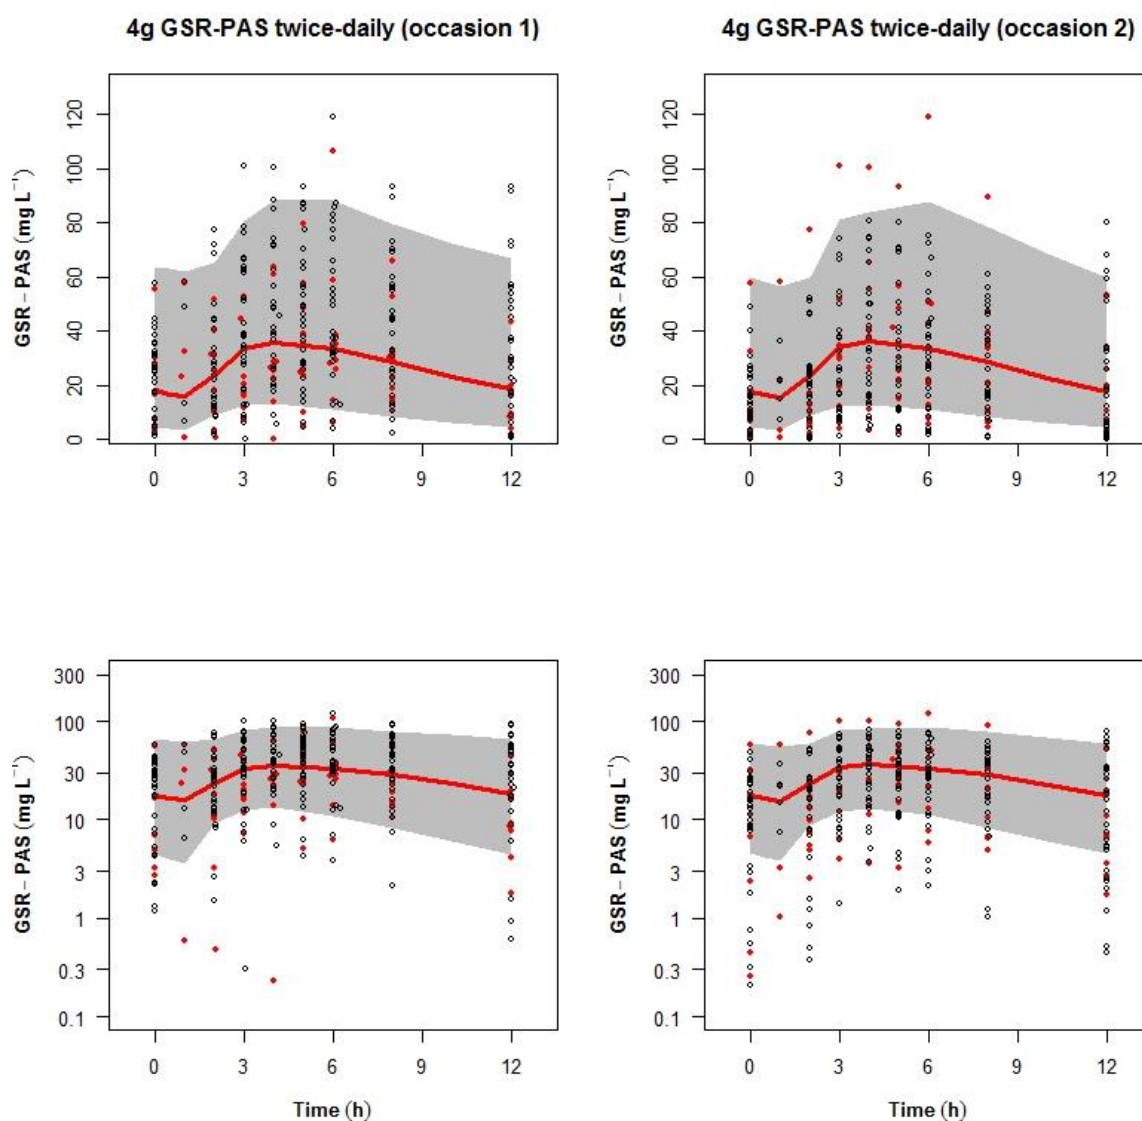 4g GSR-PAS twice-daily (occasion 1)
4g GSR-PAS twice-daily (occasion 2)
GSR – PAS (mg L⁻¹)
120
100
80
60
40
20
0
0 3 6 9 12
GSR – PAS (mg L⁻¹)
120
100
80
60
40
20
0
0 3 6 9 12
GSR – PAS (mg L⁻¹)
300
100
30
10
3
1
0.3
0.1
0 3 6 9 12
Time (h)
GSR – PAS (mg L⁻¹)
300
100
30
10
3
1
0.3
0.1
0 3 6 9 12
Time (h)